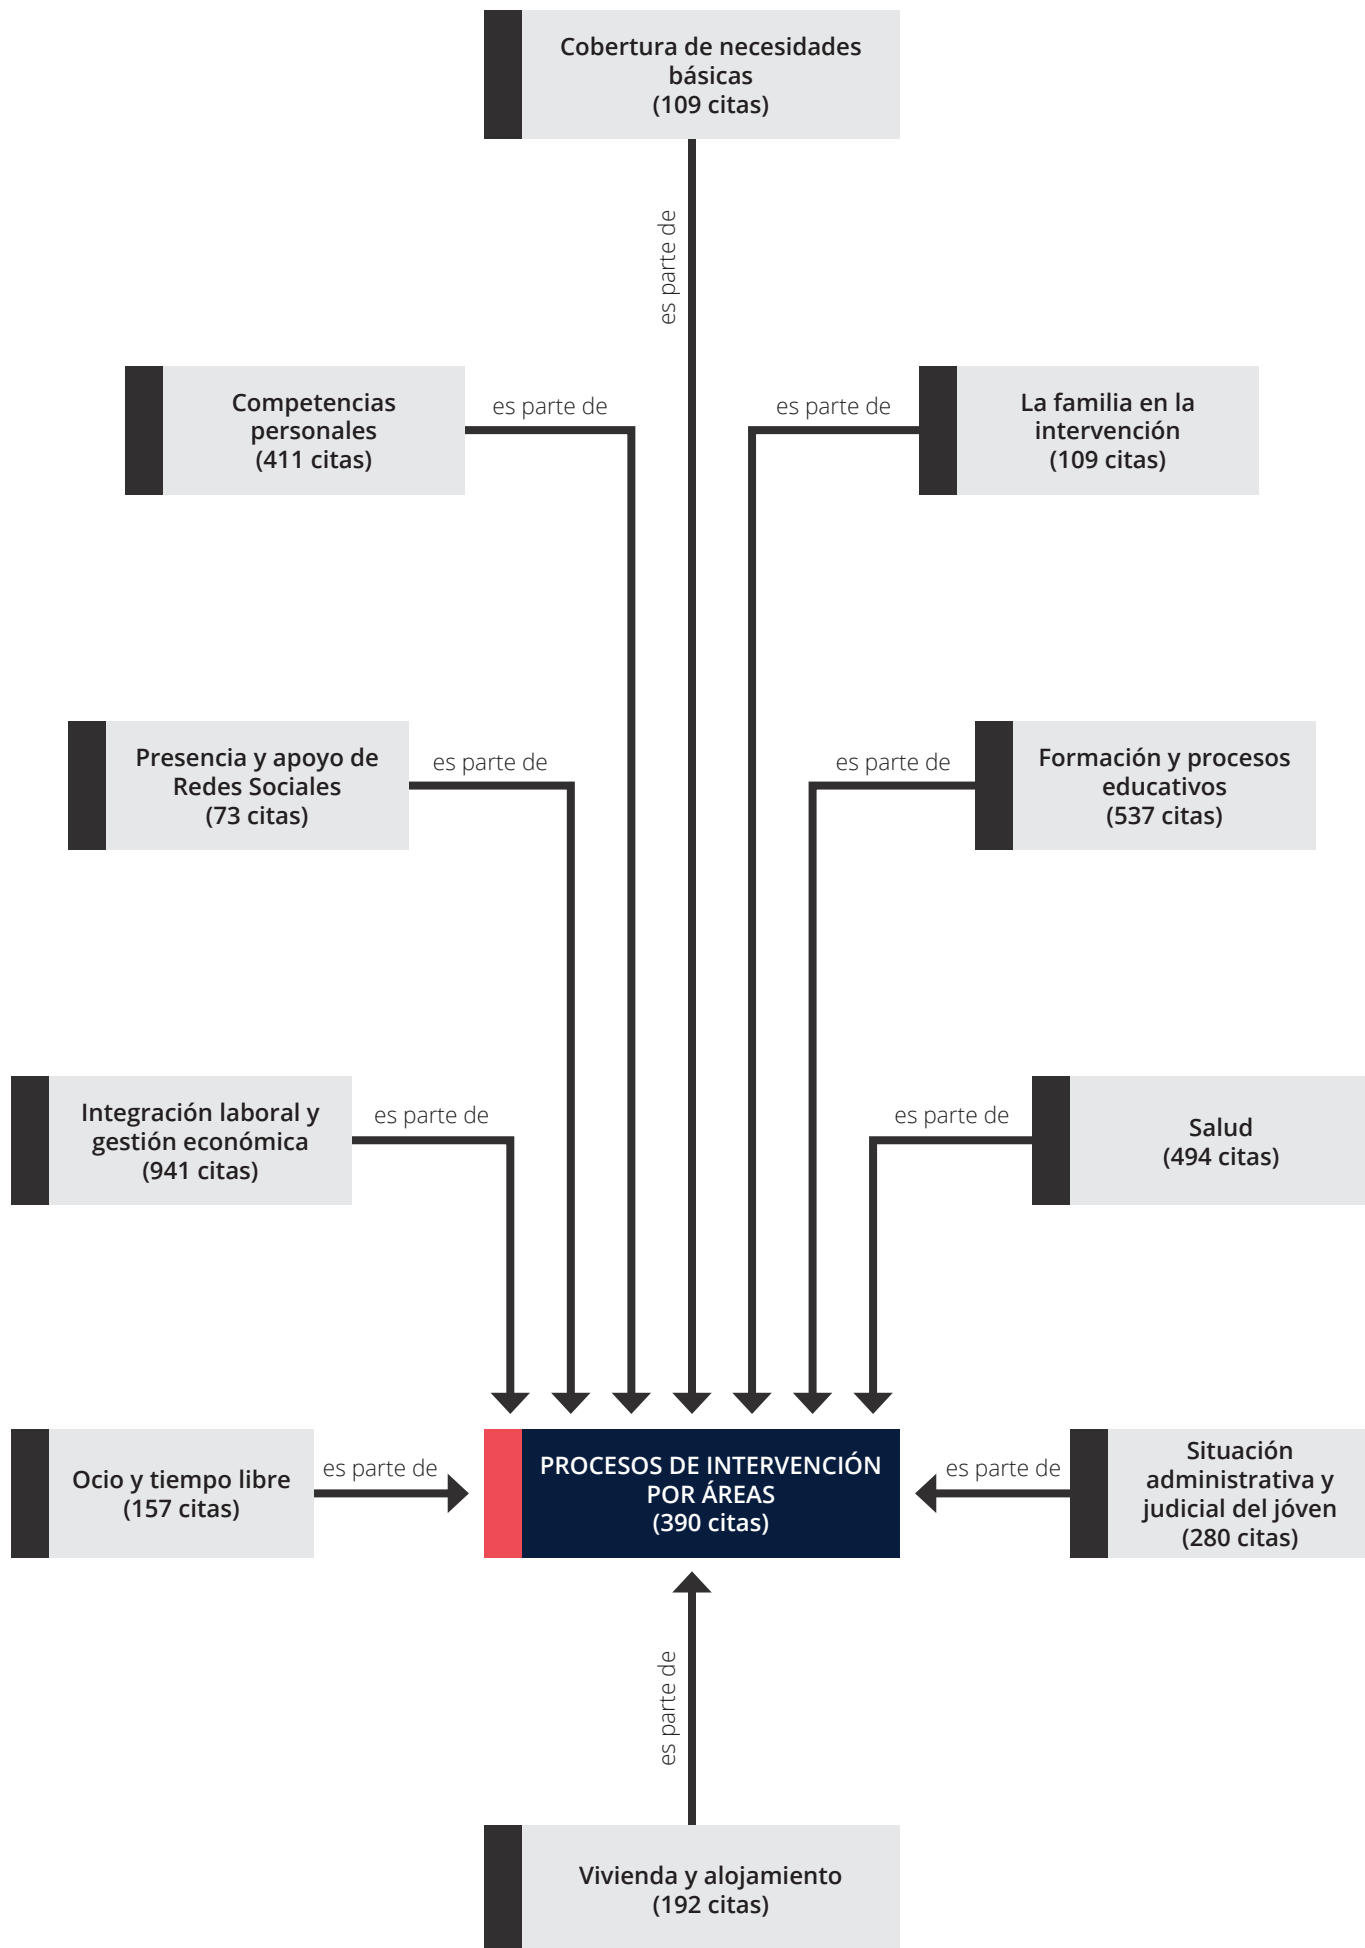 Cobertura de necesidades
básicas
(109 citas)
es parte de
Competencias
personales
(411 citas)
es parte de
es parte de
La familia en la
intervención
(109 citas)
Presencia y apoyo de
Redes Sociales
(73 citas)
es parte de
es parte de
Formación y procesos
educativos
(537 citas)
Integración laboral y
gestión económica
(941 citas)
es parte de
es parte de
Salud
(494 citas)
Ocio y tiempo libre
(157 citas)
es parte de
PROCESOS DE INTERVENCIÓN
POR ÁREAS
(390 citas)
es parte de
Situación
administrativa y
judicial del jóven
(280 citas)
es parte de
Vivienda y alojamiento
(192 citas)